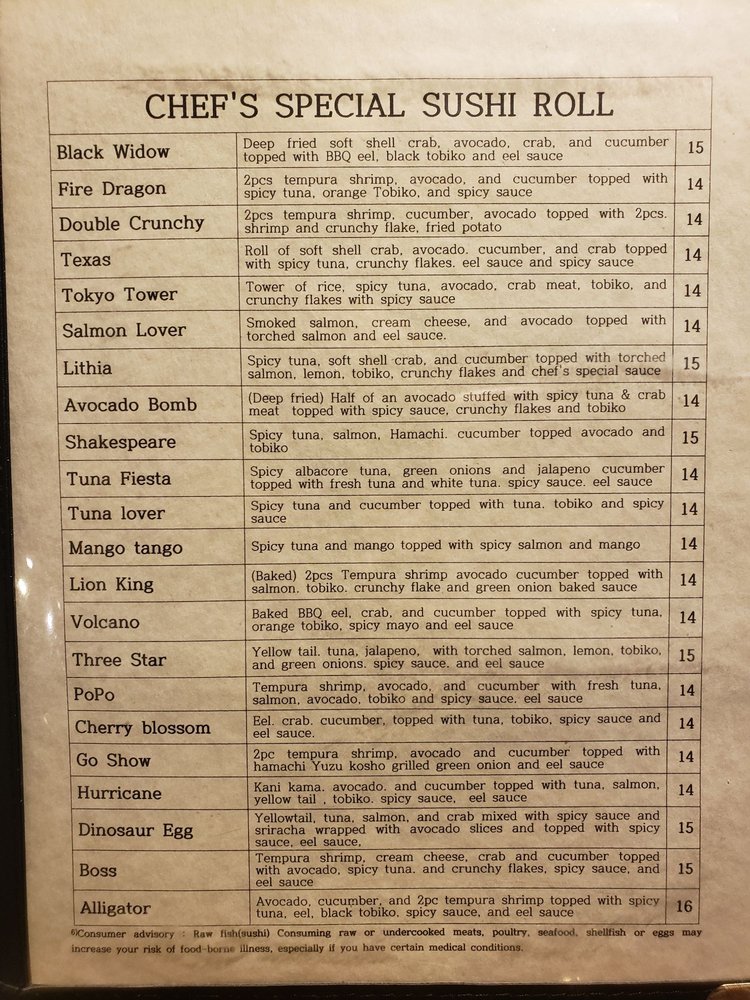 CHEF'S SPECIAL SUSHI ROLL
Black Widow
Deep fried soft shell crab, avocado, crab, and cucumber
topped with BBQ eel, black tobiko and eel sauce
15
Fire Dragon
2pcs tempura shrimp, avocado, and cucumber topped with
spicy tuna, orange Tobiko, and spicy sauce
14
Double Crunchy
2pcs tempura shrimp, cucumber, avocado topped with 2pcs.
shrimp and crunchy flake, fried potato
14
Texas
Roll of soft shell crab, avocado. cucumber, and crab topped
with spicy tuna, crunchy flakes. eel sauce and spicy sauce
14
Tokyo Tower
Tower of rice, spicy tuna, avocado, crab meat, tobiko, and
crunchy flakes with spicy sauce
14
Salmon Lover
Smoked salmon, cream cheese, and avocado topped with
torched salmon and eel sauce.
14
Lithia
Spicy tuna, soft shell crab, and cucumber topped with torched
salmon, lemon, tobiko, crunchy flakes and chef's special sauce
15
Avocado Bomb
(Deep fried) Half of an avocado stuffed with spicy tuna & crab
meat topped with spicy sauce, crunchy flakes and tobiko
14
Shakespeare
Spicy tuna, salmon, Hamachi. cucumber topped avocado and
tobiko
15
Tuna Fiesta
Spicy albacore tuna, green onions and jalapeno cucumber
topped with fresh tuna and white tuna. spicy sauce. eel sauce
14
Tuna lover
Spicy tuna and cucumber topped with tuna. tobiko and spicy
sauce
14
Mango tango
Spicy tuna and mango topped with spicy salmon and mango
14
Lion King
(Baked) 2pcs Tempura shrimp avocado cucumber topped with
salmon. tobiko. crunchy flake and green onion baked sauce
14
Volcano
Baked BBQ eel, crab, and cucumber topped with spicy tuna,
orange tobiko, spicy mayo and eel sauce
14
Three Star
Yellow tail. tuna, jalapeno, with torched salmon, lemon, tobiko,
and green onions. spicy sauce. and eel sauce
15
PoPo
Tempura shrimp, avocado, and cucumber with fresh tuna,
salmon, avocado, tobiko and spicy sauce. eel sauce
14
Cherry blossom
Eel. crab. cucumber, topped with tuna, tobiko, spicy sauce and
eel sauce.
14
Go Show
2pc tempura shrimp, avocado and cucumber topped with
hamachi Yuzu kosho grilled green onion and eel sauce
14
Hurricane
Kani kama. avocado. and cucumber topped with tuna, salmon,
yellow tail , tobiko. spicy sauce, eel sauce
14
Dinosaur Egg
Yellowtail, tuna, salmon, and crab mixed with spicy sauce and
sriracha wrapped with avocado slices and topped with spicy
sauce, eel sauce,
15
Boss
Tempura shrimp, cream cheese, crab and cucumber topped
with avocado, spicy tuna. and crunchy flakes, spicy sauce, and
eel sauce
15
Alligator
Avocado, cucumber, and 2pc tempura shrimp topped with spicy
tuna, eel, black tobiko, spicy sauce, and eel sauce
16
Consumer advisory : Raw fish(sushi) Consuming raw or undercooked meats, poultry, seafood, shellfish or eggs may
increase your risk of food-borne illness, especially if you have certain medical conditions.